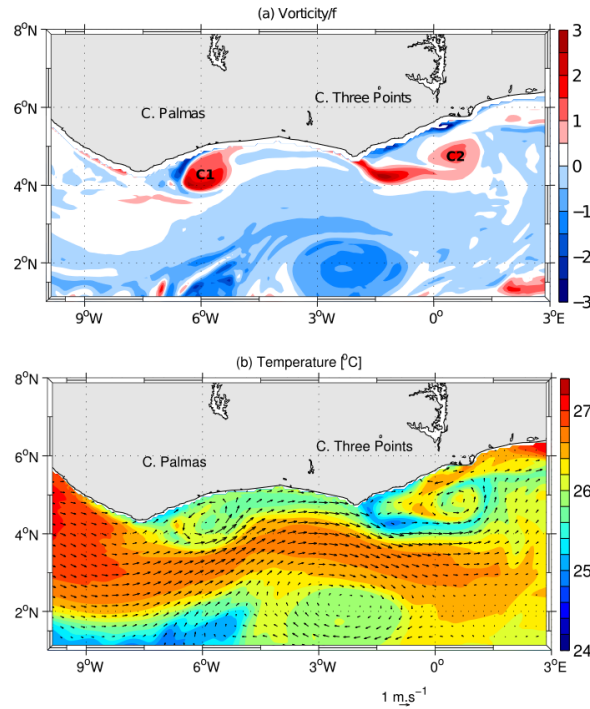 (a) Vorticity/f
8°N
6°N
4°N
2°N
C. Palmas
C. Three Points
C1
C2
9°W
6°W
3°W
0°
3°E
3
2
1
0
−1
−2
−3
(b) Temperature [°C]
8°N
6°N
4°N
2°N
C. Palmas
C. Three Points
9°W
6°W
3°W
0°
3°E
27
26
25
24
1 m.s⁻¹